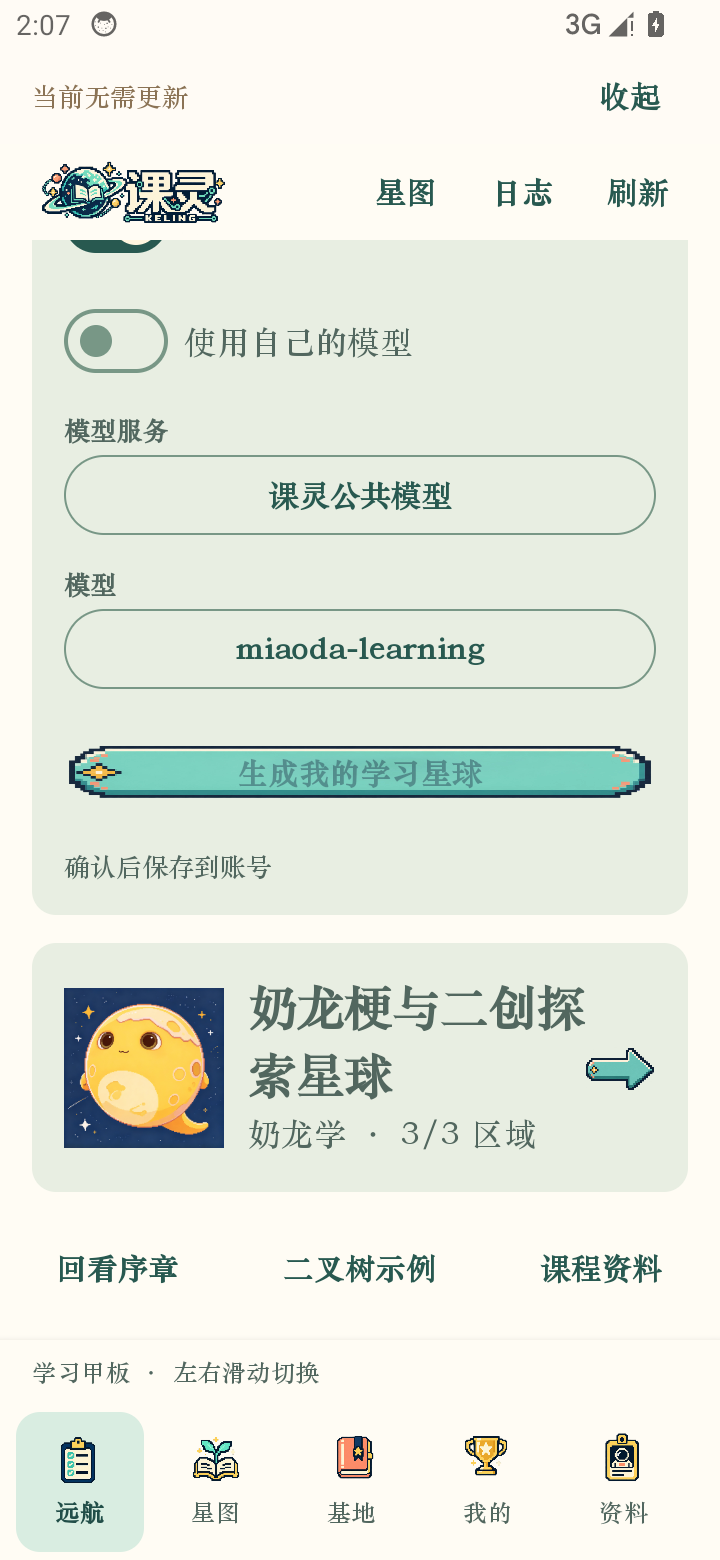 2:07
3G
当前无需更新
收起
课灵
KELING
星图
日志
刷新
使用自己的模型
模型服务
课灵公共模型
模型
miaoda-learning
生成我的学习星球
确认后保存到账号
奶龙梗与二创探
索星球
奶龙学 · 3/3 区域
回看序章
二叉树示例
课程资料
学习甲板 · 左右滑动切换
远航
星图
基地
我的
资料